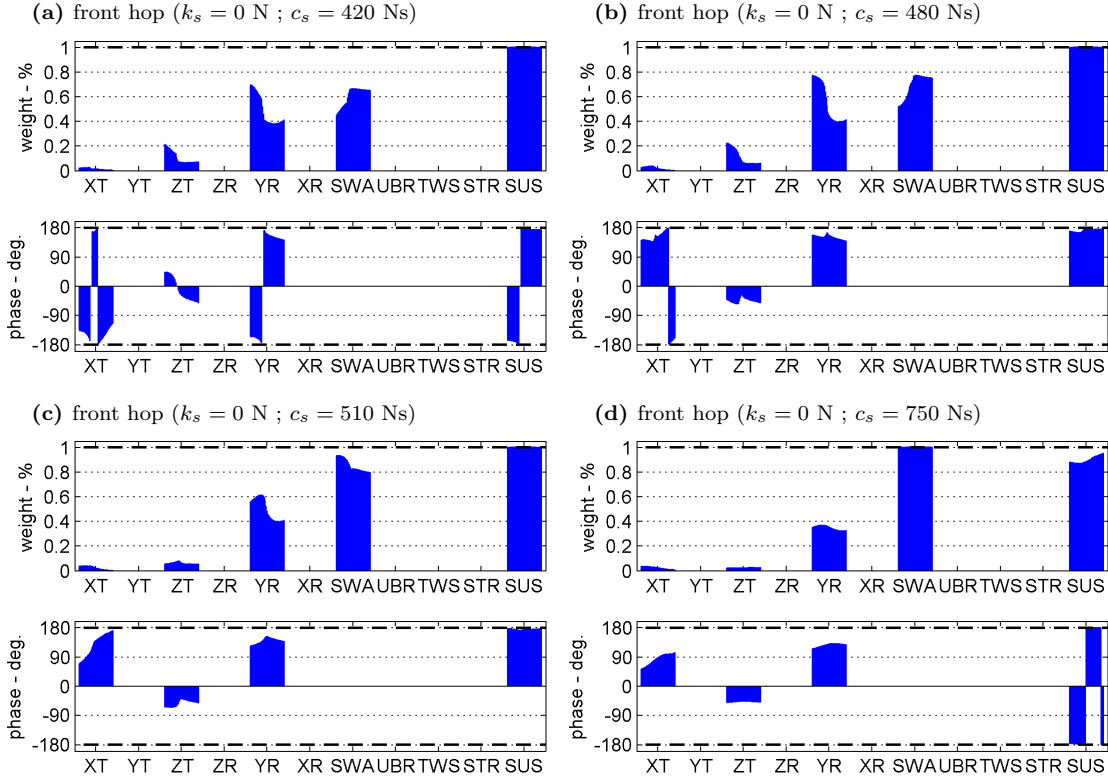 (a) front hop (k_s = 0 N ; c_s = 420 Ns)
weight - %
1
0.8
0.6
0.4
0.2
0
XT YT ZT ZR YR XR SWA UBR TWS STR SUS
phase - deg.
180
90
0
-90
-180
XT YT ZT ZR YR XR SWA UBR TWS STR SUS
(b) front hop (k_s = 0 N ; c_s = 480 Ns)
weight - %
1
0.8
0.6
0.4
0.2
0
XT YT ZT ZR YR XR SWA UBR TWS STR SUS
phase - deg.
180
90
0
-90
-180
XT YT ZT ZR YR XR SWA UBR TWS STR SUS
(c) front hop (k_s = 0 N ; c_s = 510 Ns)
weight - %
1
0.8
0.6
0.4
0.2
0
XT YT ZT ZR YR XR SWA UBR TWS STR SUS
phase - deg.
180
90
0
-90
-180
XT YT ZT ZR YR XR SWA UBR TWS STR SUS
(d) front hop (k_s = 0 N ; c_s = 750 Ns)
weight - %
1
0.8
0.6
0.4
0.2
0
XT YT ZT ZR YR XR SWA UBR TWS STR SUS
phase - deg.
180
90
0
-90
-180
XT YT ZT ZR YR XR SWA UBR TWS STR SUS